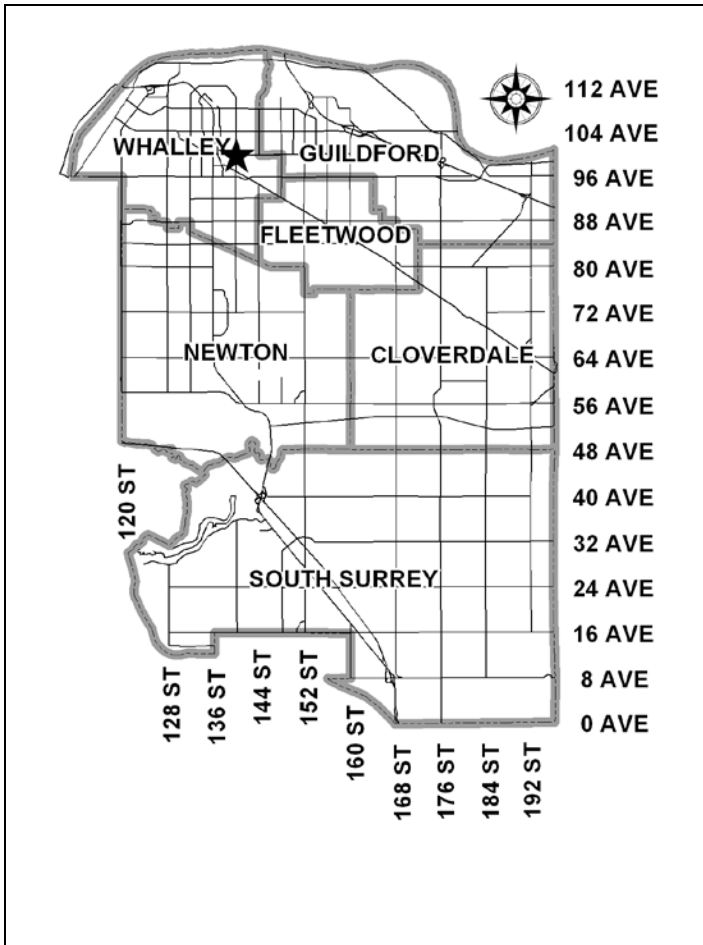 112 AVE
104 AVE
WHALLEY
GUILDFORD
96 AVE
88 AVE
FLEETWOOD
80 AVE
72 AVE
NEWTON
CLOVERDALE
64 AVE
56 AVE
48 AVE
120 ST
40 AVE
32 AVE
SOUTH SURREY
24 AVE
16 AVE
8 AVE
0 AVE
128 ST
136 ST
144 ST
152 ST
160 ST
168 ST
176 ST
184 ST
192 ST